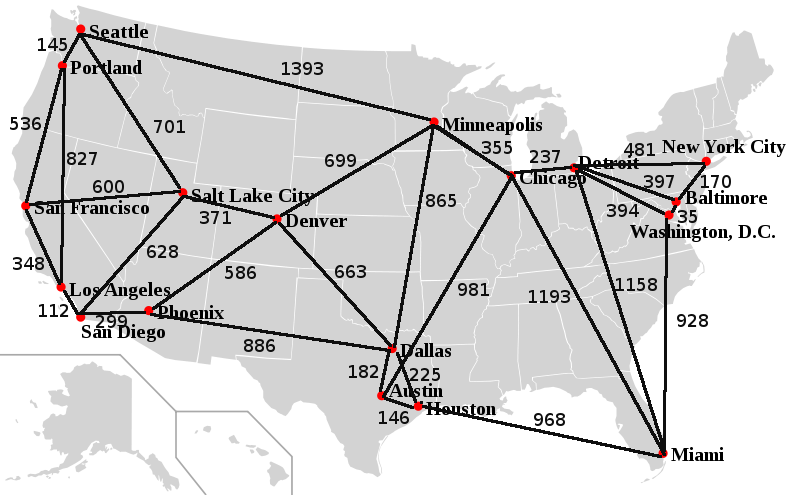 Seattle
145
Portland
1393
Minneapolis
536
701
827
699
355
237
Chicago
Detroit
481
New York City
397
170
Baltimore
394
35
Washington, D.C.
600
San Francisco
Salt Lake City
371
Denver
865
348
628
586
663
981
1193
1158
928
Los Angeles
112
299
San Diego
Phoenix
886
Dallas
182
225
Austin
146
Houston
968
Miami